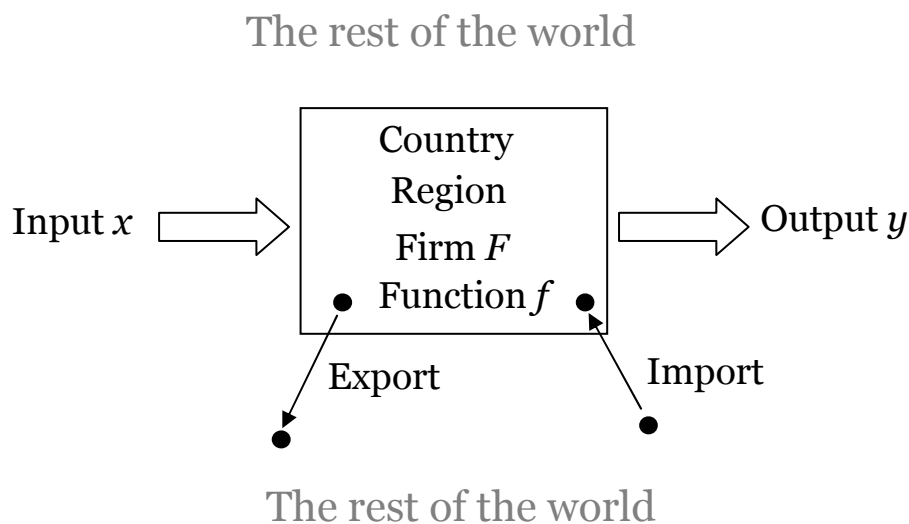 The rest of the world
Country
Region
Input x
Output y
Firm F
Function f
Export
Import
The rest of the world